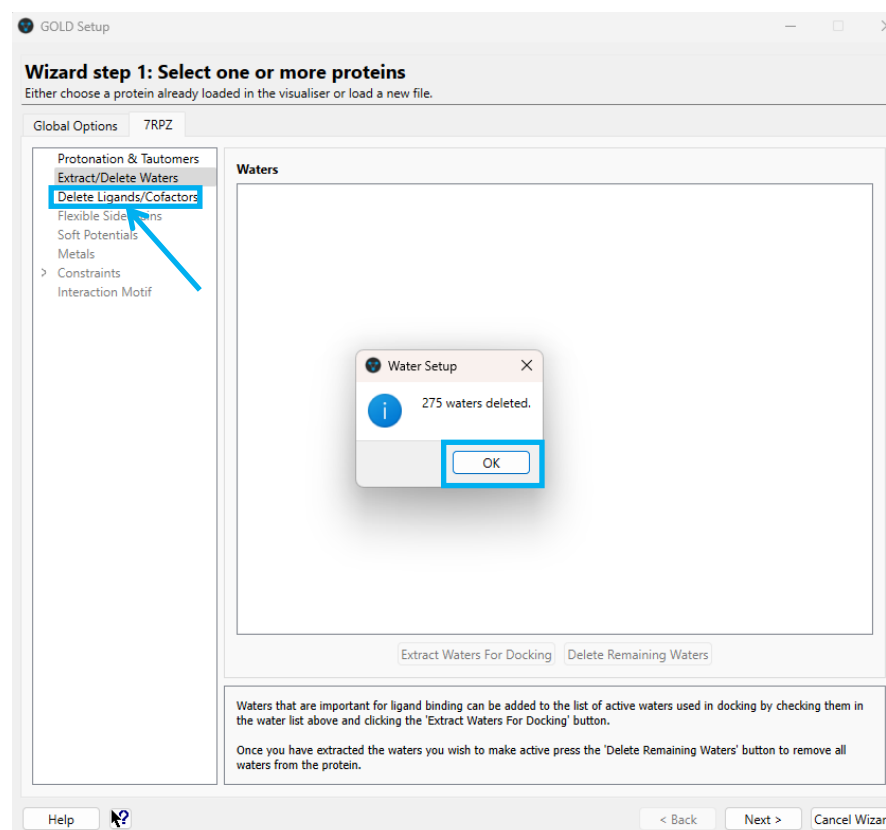 GOLD Setup
Wizard step 1: Select one or more proteins
Either choose a protein already loaded in the visualiser or load a new file.
Global Options 7RPZ
Protonation & Tautomers
Extract/Delete Waters
Delete Ligands/Cofactors
Flexible Sidechains
Soft Potentials
Metals
> Constraints
Interaction Motif
Waters
Water Setup
275 waters deleted.
OK
Extract Waters For Docking Delete Remaining Waters
Waters that are important for ligand binding can be added to the list of active waters used in docking by checking them in
the water list above and clicking the 'Extract Waters For Docking' button.
Once you have extracted the waters you wish to make active press the 'Delete Remaining Waters' button to remove all
waters from the protein.
Help < Back Next > Cancel Wizar